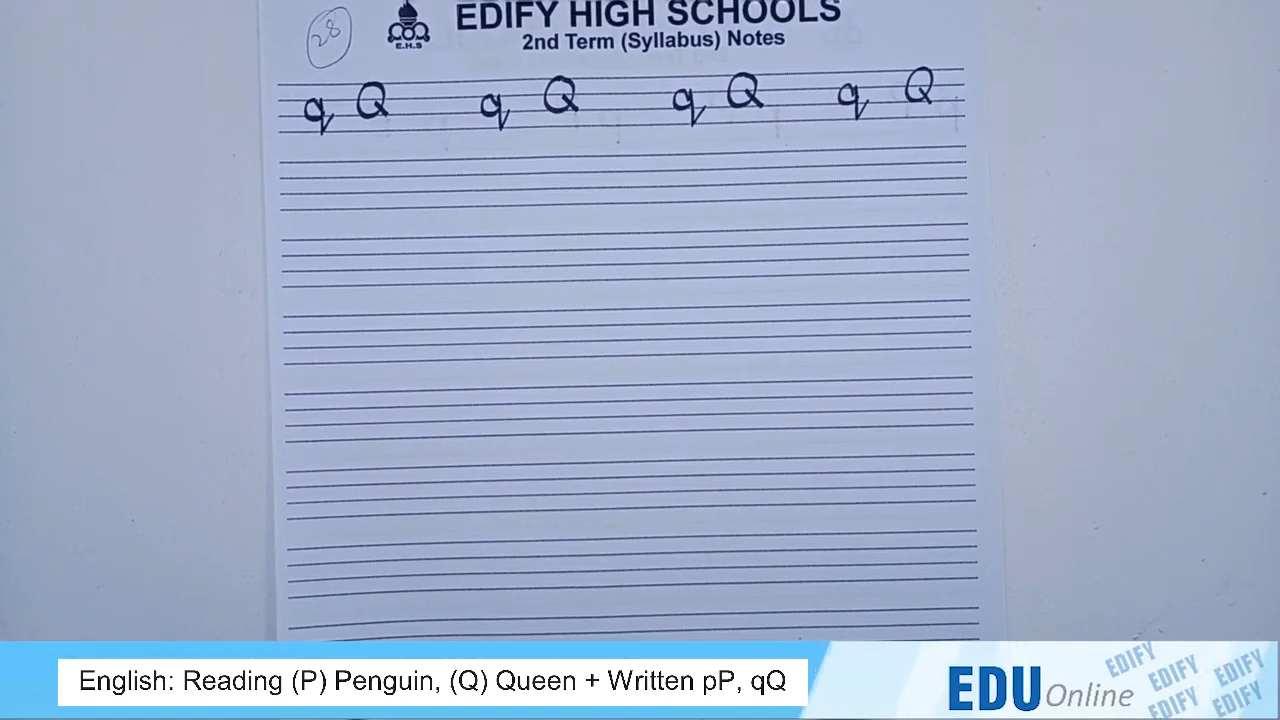 28
E.H.S
EDIFY HIGH SCHOOLS
2nd Term (Syllabus) Notes
q Q q Q q Q q Q
English: Reading (P) Penguin, (Q) Queen + Written pP, qQ
EDU Online
EDIFY EDIFY EDIFY
EDIFY EDIFY EDIFY